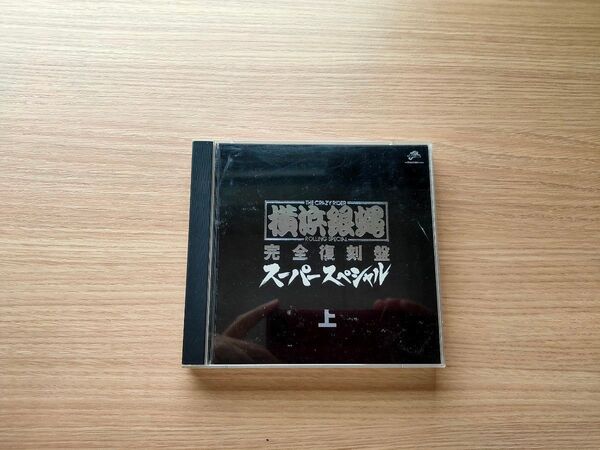 THE CRAZY RIDER
横浜銀蝿
ROLLING SPECIAL
完全復刻盤
スーパースペシャル
上